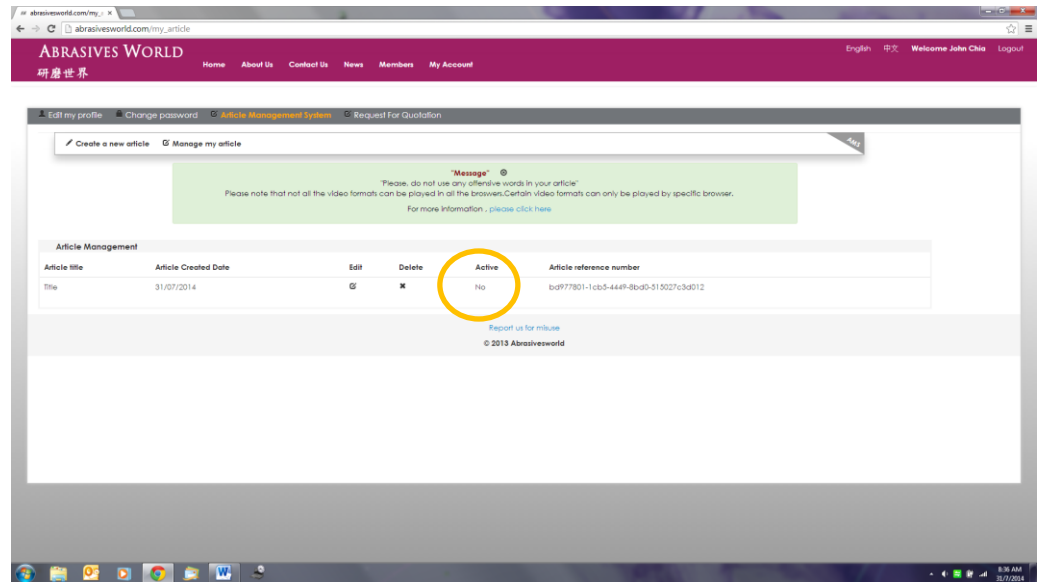 abrasivesworld.com/my_a
abrasivesworld.com/my_article
ABRASIVES WORLD
研磨世界
Home About Us Contact Us News Members My Account
English 中文 Welcome John Chia Logout
Edit my profile Change password Article Management System Request For Quotation
Create a new article Manage my article
AMS
"Message"
"Please, do not use any offensive words in your article"
Please note that not all the video formats can be played in all the broswers.Certain video formats can only be played by specific browser.
For more information , please click here
Article Management
Article title Article Created Date Edit Delete Active Article reference number
Title 31/07/2014 No bd977801-1cb5-4449-8bd0-515027c3d012
Report us for misuse
© 2013 Abrasivesworld
8:36 AM
31/7/2014